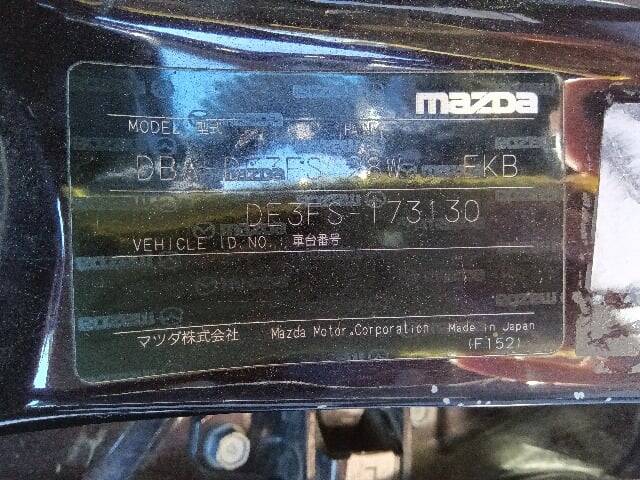 mazda
MODEL 型式
DBA-DE3FS EKB
DE3FS-173130
VEHICLE ID.NO. 車台番号
マツダ株式会社 Mazda Motor Corporation Made in Japan
(F152)